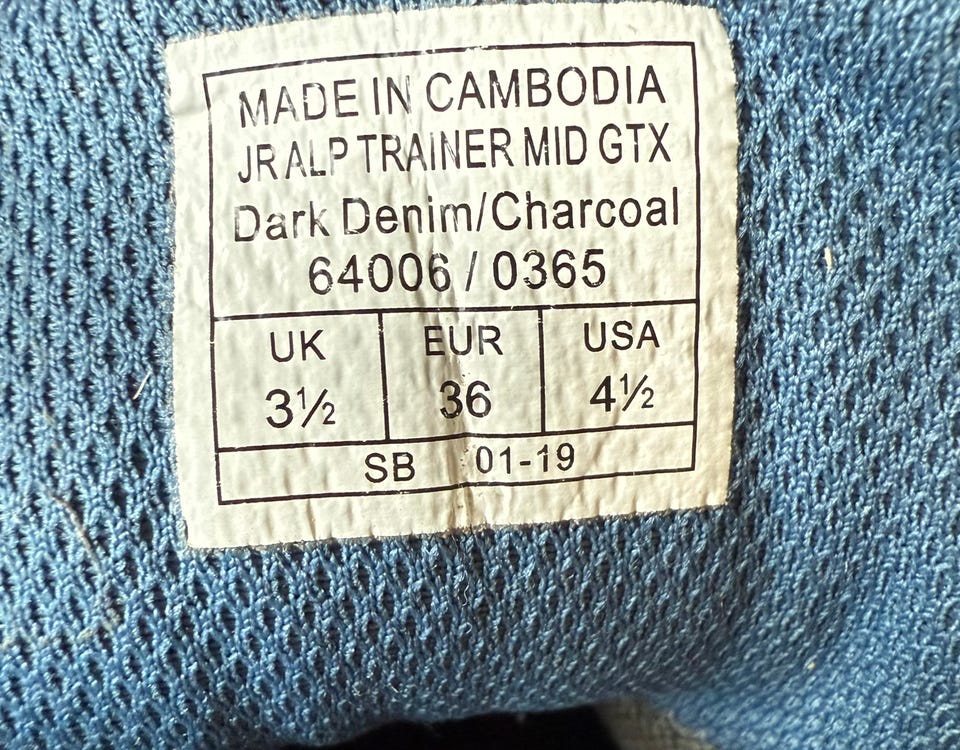 MADE IN CAMBODIA
JR ALP TRAINER MID GTX
Dark Denim/Charcoal
64006 / 0365
UK EUR USA
3½ 36 4½
SB 01-19